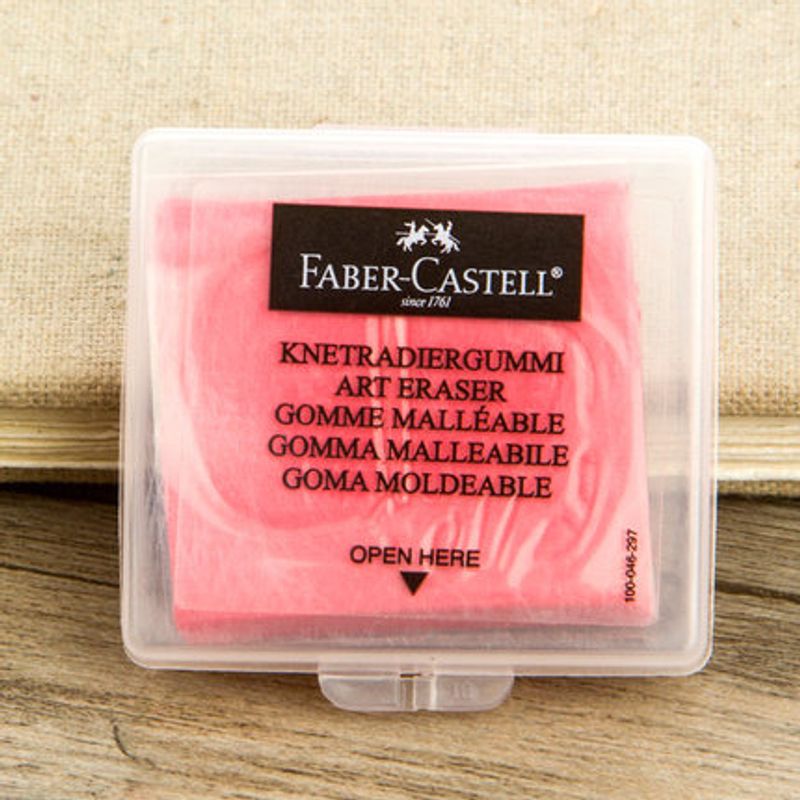 FABER-CASTELL®
since 1761
KNETRADIERGUMMI
ART ERASER
GOMME MALLÉABLE
GOMMA MALLEABILE
GOMA MOLDEABLE
OPEN HERE
100-046-297